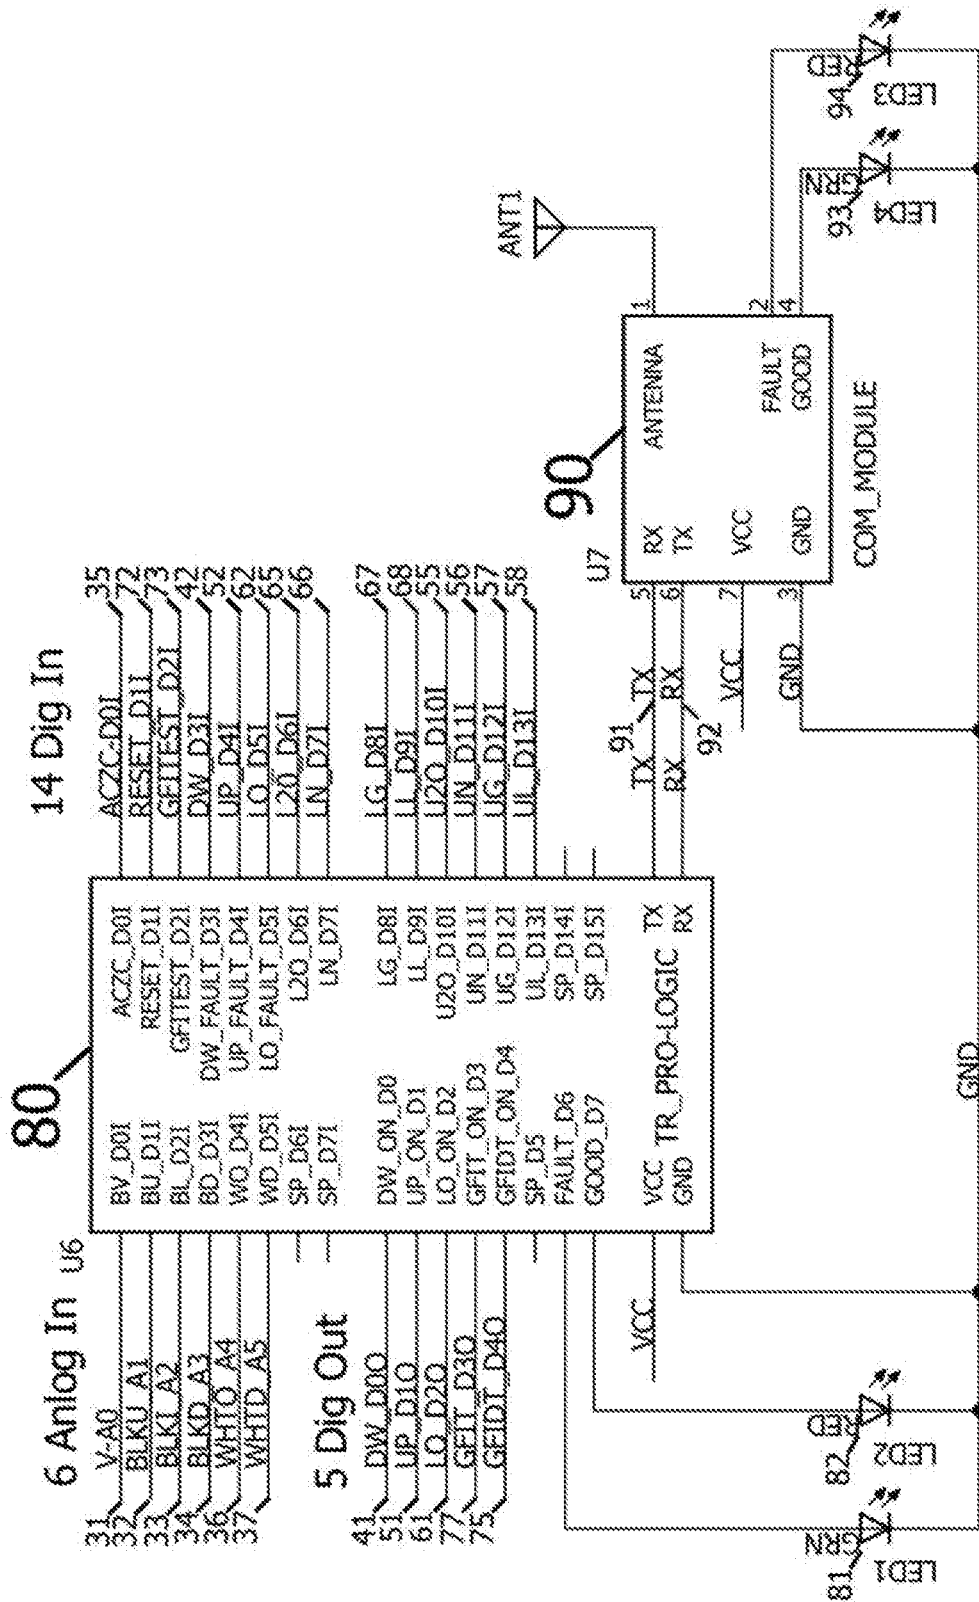 80
6 Anlog In
U6
14 Dig In
31 V-A0 BV_D0I ACZC_D0I ACZC-D0I 35
32 BLKU_A1 BU_D1I RESET_D1I RESET_D1I 72
33 BLKL_A2 BL_D2I GFITEST_D2I GFITEST_D2I 73
34 BLKD_A3 BD_D3I DW_FAULT_D3I DW_D3I 42
36 WHTO_A4 WO_D4I UP_FAULT_D4I UP_D4I 52
37 WHTD_A5 WD_D5I LO_FAULT_D5I LO_D5I 62
SP_D6I L2O_D6I L2O_D6I 65
SP_D7I LN_D7I LN_D7I 66
5 Dig Out
41 DW_D0O DW_ON_D0 LG_D8I LG_D8I 67
51 UP_D1O UP_ON_D1 LL_D9I LL_D9I 68
61 LO_D2O LO_ON_D2 U2O_D10I U2O_D10I 55
77 GFIT_D3O GFIT_ON_D3 UN_D11I UN_D11I 56
75 GFIDT_D4O GFIDT_ON_D4 UG_D12I UG_D12I 57
SP_D5 UL_D13I UL_D13I 58
FAULT_D6 SP_D14I
GOOD_D7 SP_D15I
VCC VCC TR_PRO-LOGIC TX
GND RX
90
U7
ANT1
91
TX TX 5 RX ANTENNA 1
RX RX 6 TX
92
VCC 7 VCC FAULT 2
GND 3 GND GOOD 4
COM_MODULE
81 GRN LED1
82 RED LED2
93 GRN LED4
94 RED LED3
GND